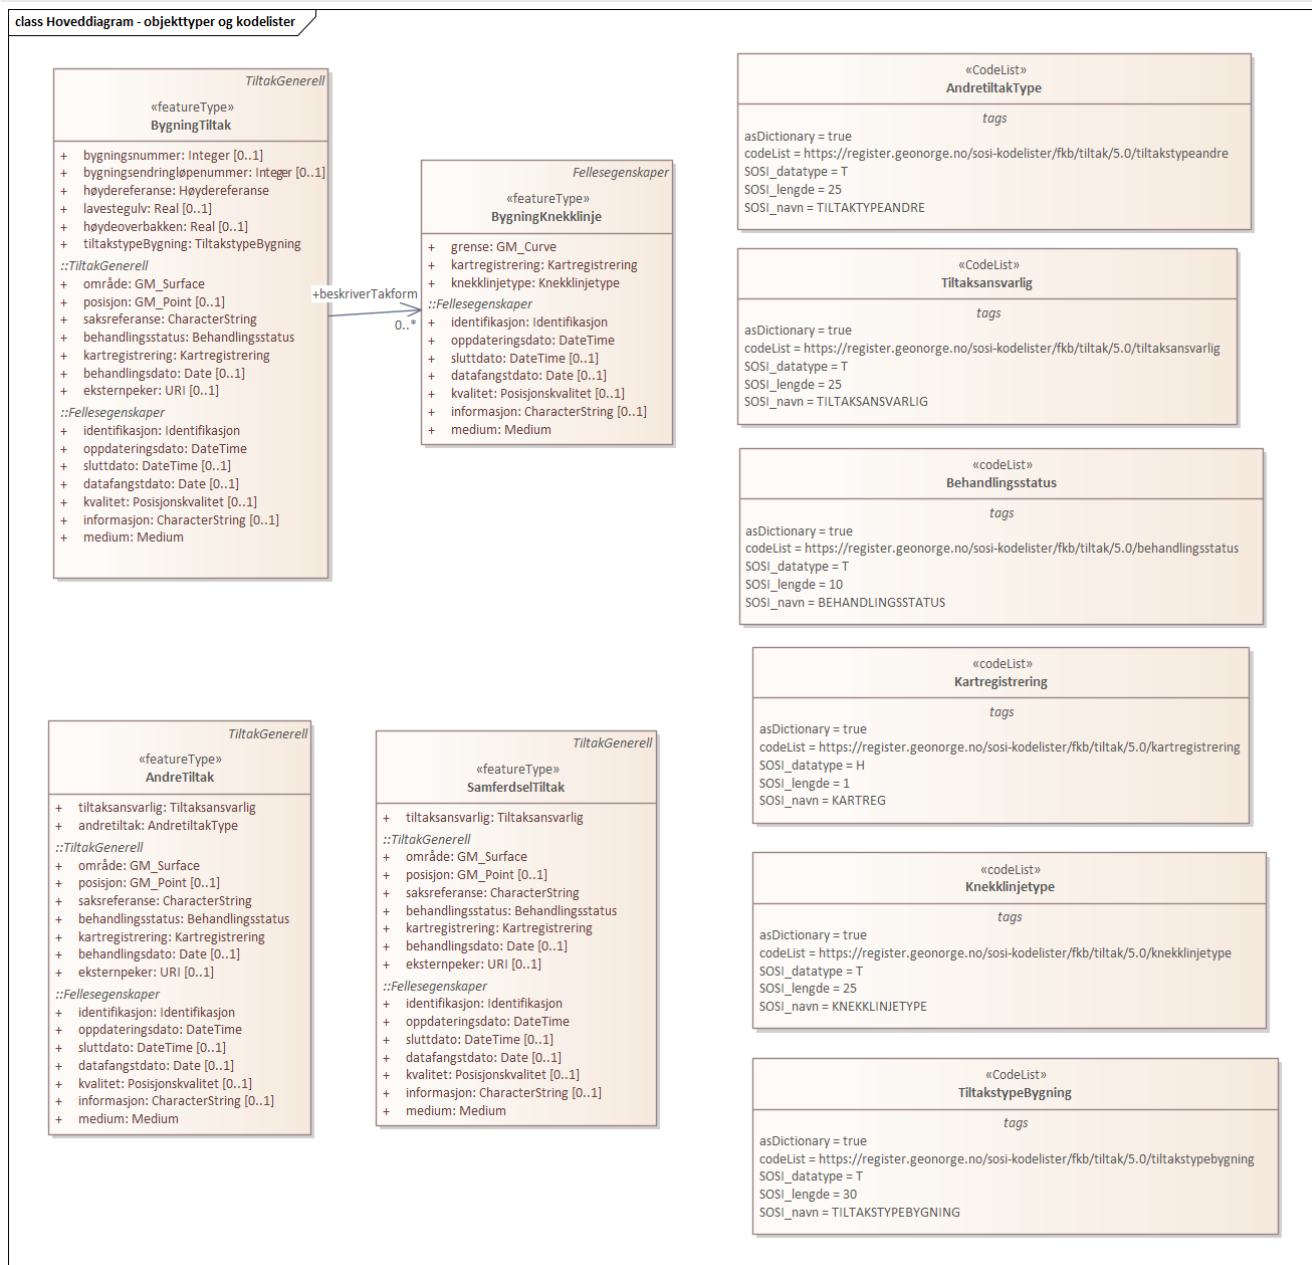 class Hoveddiagram - objekttyper og kodelister
TiltakGenerell
«featureType»
BygningTiltak
+ bygningsnummer: Integer [0..1]
+ bygningsendringløpenummer: Integer [0..1]
+ høydereferanse: Høydereferanse
+ lavestegulv: Real [0..1]
+ høydeoverbakken: Real [0..1]
+ tiltakstypeBygning: TiltakstypeBygning
::TiltakGenerell
+ område: GM_Surface
+ posisjon: GM_Point [0..1]
+ saksreferanse: CharacterString
+ behandlingsstatus: Behandlingsstatus
+ kartregistrering: Kartregistrering
+ behandlingsdato: Date [0..1]
+ eksternpeker: URI [0..1]
::Fellesegenskaper
+ identifikasjon: Identifikasjon
+ oppdateringsdato: DateTime
+ sluttdato: DateTime [0..1]
+ datafangstdato: Date [0..1]
+ kvalitet: Posisjonskvalitet [0..1]
+ informasjon: CharacterString [0..1]
+ medium: Medium
+beskriverTakform
0..*
Fellesegenskaper
«featureType»
BygningKnekklinje
+ grense: GM_Curve
+ kartregistrering: Kartregistrering
+ knekklinjetype: Knekklinjetype
::Fellesegenskaper
+ identifikasjon: Identifikasjon
+ oppdateringsdato: DateTime
+ sluttdato: DateTime [0..1]
+ datafangstdato: Date [0..1]
+ kvalitet: Posisjonskvalitet [0..1]
+ informasjon: CharacterString [0..1]
+ medium: Medium
TiltakGenerell
«featureType»
AndreTiltak
+ tiltaksansvarlig: Tiltaksansvarlig
+ andretiltak: AndretiltakType
::TiltakGenerell
+ område: GM_Surface
+ posisjon: GM_Point [0..1]
+ saksreferanse: CharacterString
+ behandlingsstatus: Behandlingsstatus
+ kartregistrering: Kartregistrering
+ behandlingsdato: Date [0..1]
+ eksternpeker: URI [0..1]
::Fellesegenskaper
+ identifikasjon: Identifikasjon
+ oppdateringsdato: DateTime
+ sluttdato: DateTime [0..1]
+ datafangstdato: Date [0..1]
+ kvalitet: Posisjonskvalitet [0..1]
+ informasjon: CharacterString [0..1]
+ medium: Medium
TiltakGenerell
«featureType»
SamferdselTiltak
+ tiltaksansvarlig: Tiltaksansvarlig
::TiltakGenerell
+ område: GM_Surface
+ posisjon: GM_Point [0..1]
+ saksreferanse: CharacterString
+ behandlingsstatus: Behandlingsstatus
+ kartregistrering: Kartregistrering
+ behandlingsdato: Date [0..1]
+ eksternpeker: URI [0..1]
::Fellesegenskaper
+ identifikasjon: Identifikasjon
+ oppdateringsdato: DateTime
+ sluttdato: DateTime [0..1]
+ datafangstdato: Date [0..1]
+ kvalitet: Posisjonskvalitet [0..1]
+ informasjon: CharacterString [0..1]
+ medium: Medium
«CodeList»
AndretiltakType
tags
asDictionary = true
codeList = https://register.geonorge.no/sosi-kodelister/fkb/tiltak/5.0/tiltakstypeandre
SOSI_datatype = T
SOSI_lengde = 25
SOSI_navn = TILTAKTYPEANDRE
«CodeList»
Tiltaksansvarlig
tags
asDictionary = true
codeList = https://register.geonorge.no/sosi-kodelister/fkb/tiltak/5.0/tiltaksansvarlig
SOSI_datatype = T
SOSI_lengde = 25
SOSI_navn = TILTAKSANSVARLIG
«codeList»
Behandlingsstatus
tags
asDictionary = true
codeList = https://register.geonorge.no/sosi-kodelister/fkb/tiltak/5.0/behandlingsstatus
SOSI_datatype = T
SOSI_lengde = 10
SOSI_navn = BEHANDLINGSSTATUS
«codeList»
Kartregistrering
tags
asDictionary = true
codeList = https://register.geonorge.no/sosi-kodelister/fkb/tiltak/5.0/kartregistrering
SOSI_datatype = H
SOSI_lengde = 1
SOSI_navn = KARTREG
«codeList»
Knekklinjetype
tags
asDictionary = true
codeList = https://register.geonorge.no/sosi-kodelister/fkb/tiltak/5.0/knekklinjetype
SOSI_datatype = T
SOSI_lengde = 25
SOSI_navn = KNEKKLINJETYPE
«CodeList»
TiltakstypeBygning
tags
asDictionary = true
codeList = https://register.geonorge.no/sosi-kodelister/fkb/tiltak/5.0/tiltakstypebygning
SOSI_datatype = T
SOSI_lengde = 30
SOSI_navn = TILTAKSTYPEBYGNING